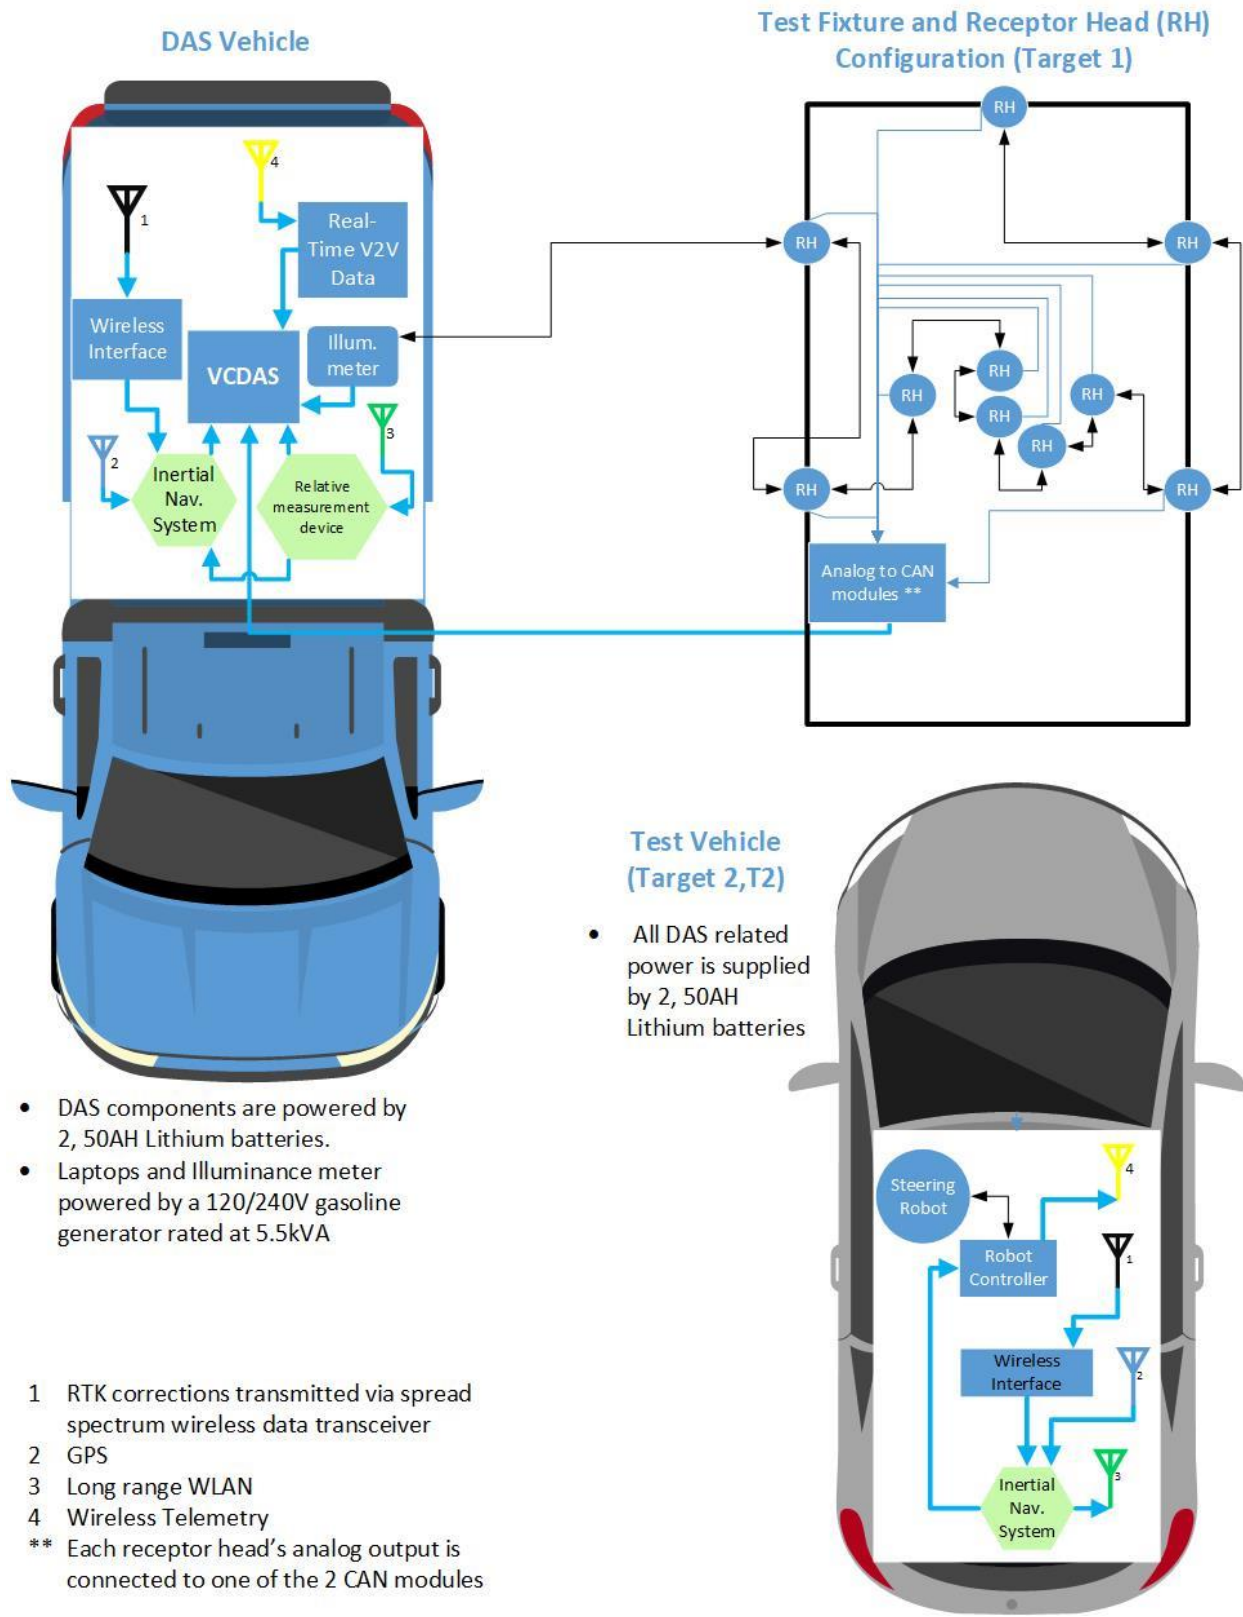 DAS Vehicle
4
1
Real-
Time V2V
Data
Wireless
Interface
VCDAS
Illum.
meter
3
2
Inertial
Nav.
System
Relative
measurement
device
Test Fixture and Receptor Head (RH)
Configuration (Target 1)
RH
RH
RH
RH
RH
RH
RH
RH
RH
RH
Analog to CAN
modules **
• DAS components are powered by
2, 50AH Lithium batteries.
• Laptops and Illuminance meter
powered by a 120/240V gasoline
generator rated at 5.5kVA
Test Vehicle
(Target 2,T2)
• All DAS related
power is supplied
by 2, 50AH
Lithium batteries
4
Steering
Robot
Robot
Controller
1
Wireless
Interface
2
Inertial
Nav.
System
3
1 RTK corrections transmitted via spread
spectrum wireless data transceiver
2 GPS
3 Long range WLAN
4 Wireless Telemetry
** Each receptor head's analog output is
connected to one of the 2 CAN modules